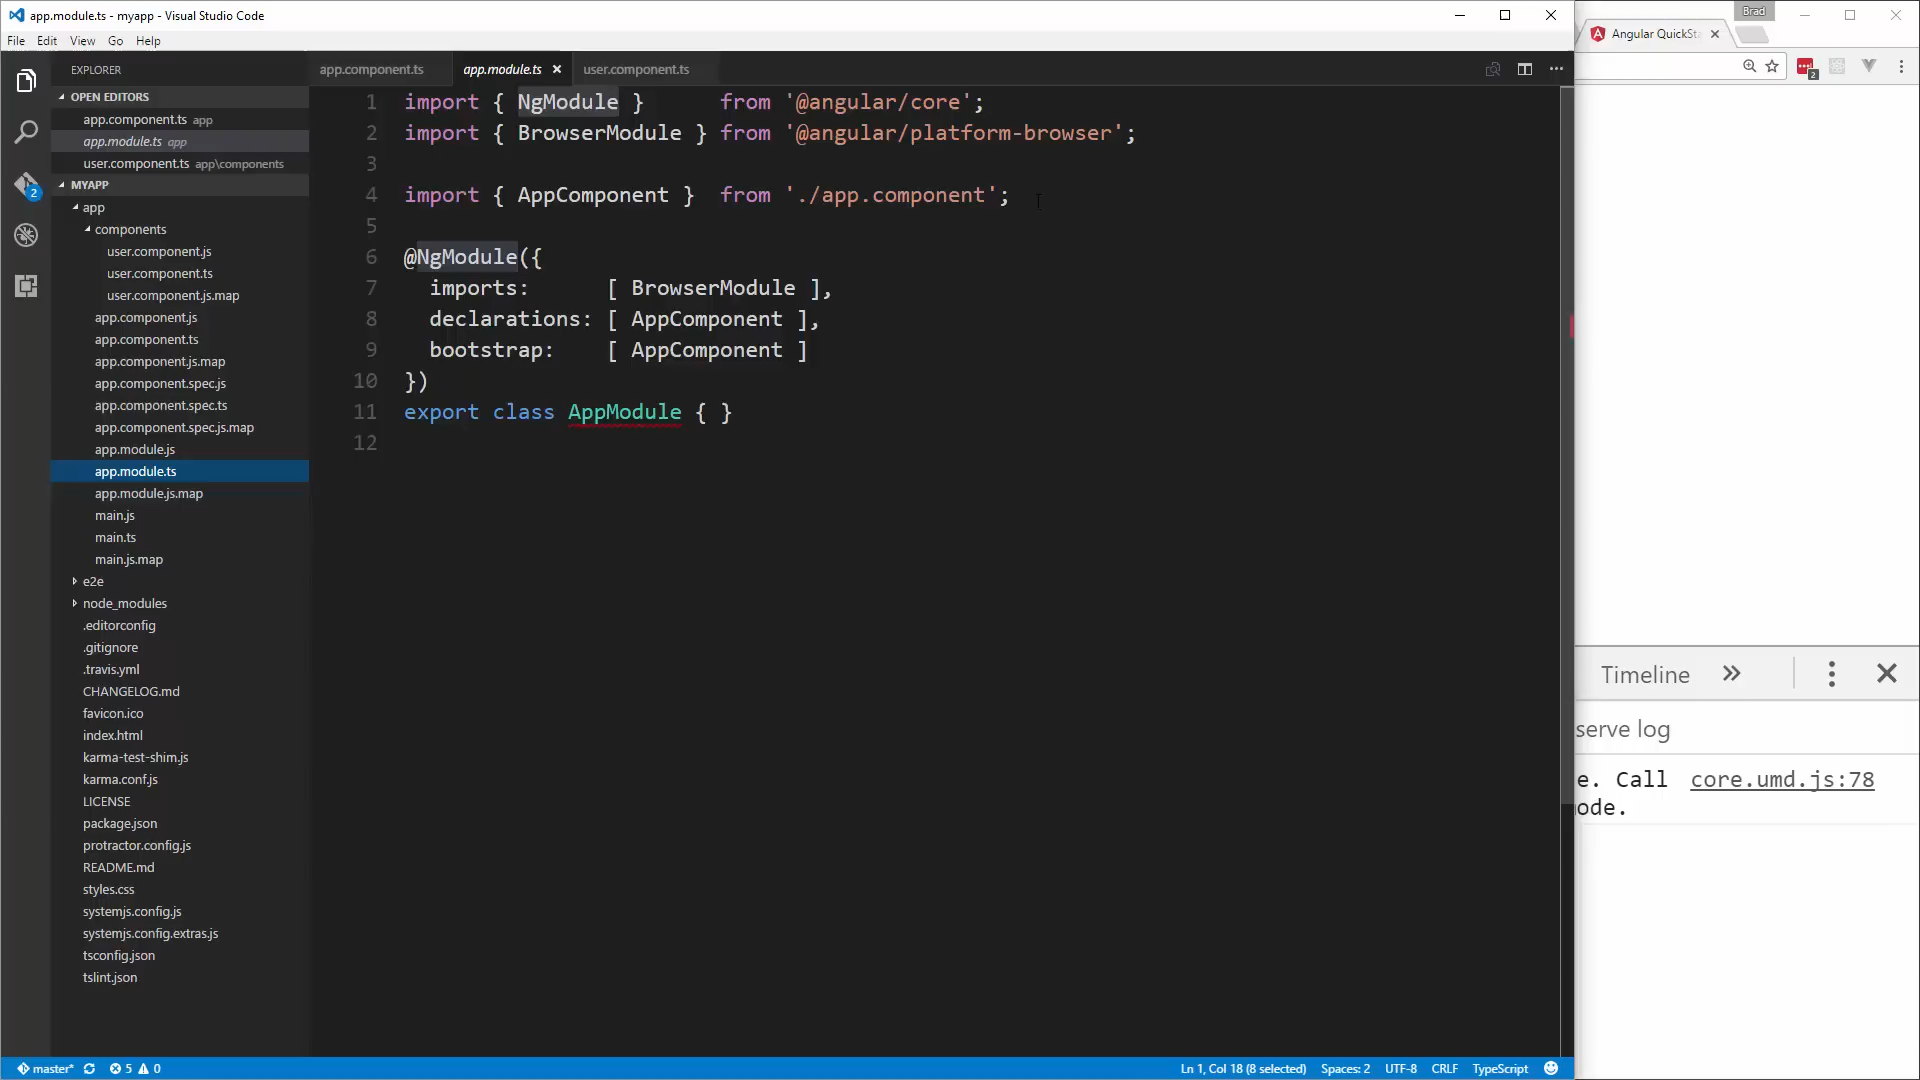 app.module.ts - myapp - Visual Studio Code
File Edit View Go Help
EXPLORER
OPEN EDITORS
app.component.ts app
app.module.ts app
user.component.ts app\components
MYAPP
app
components
user.component.js
user.component.ts
user.component.js.map
app.component.js
app.component.ts
app.component.js.map
app.component.spec.js
app.component.spec.ts
app.component.spec.js.map
app.module.js
app.module.ts
app.module.js.map
main.js
main.ts
main.js.map
e2e
node_modules
.editorconfig
.gitignore
.travis.yml
CHANGELOG.md
favicon.ico
index.html
karma-test-shim.js
karma.conf.js
LICENSE
package.json
protractor.config.js
README.md
styles.css
systemjs.config.js
systemjs.config.extras.js
tsconfig.json
tslint.json
2
app.component.ts app.module.ts user.component.ts
1 import { NgModule }      from '@angular/core';
2 import { BrowserModule } from '@angular/platform-browser';
3
4 import { AppComponent }  from './app.component';
5
6 @NgModule({
7   imports:      [ BrowserModule ],
8   declarations: [ AppComponent ],
9   bootstrap:    [ AppComponent ]
10 })
11 export class AppModule { }
12
master* 5 0
Ln 1, Col 18 (8 selected) Spaces: 2 UTF-8 CRLF TypeScript
Brad
Angular QuickSta
2
Timeline
serve log
e. Call core.umd.js:78
ode.